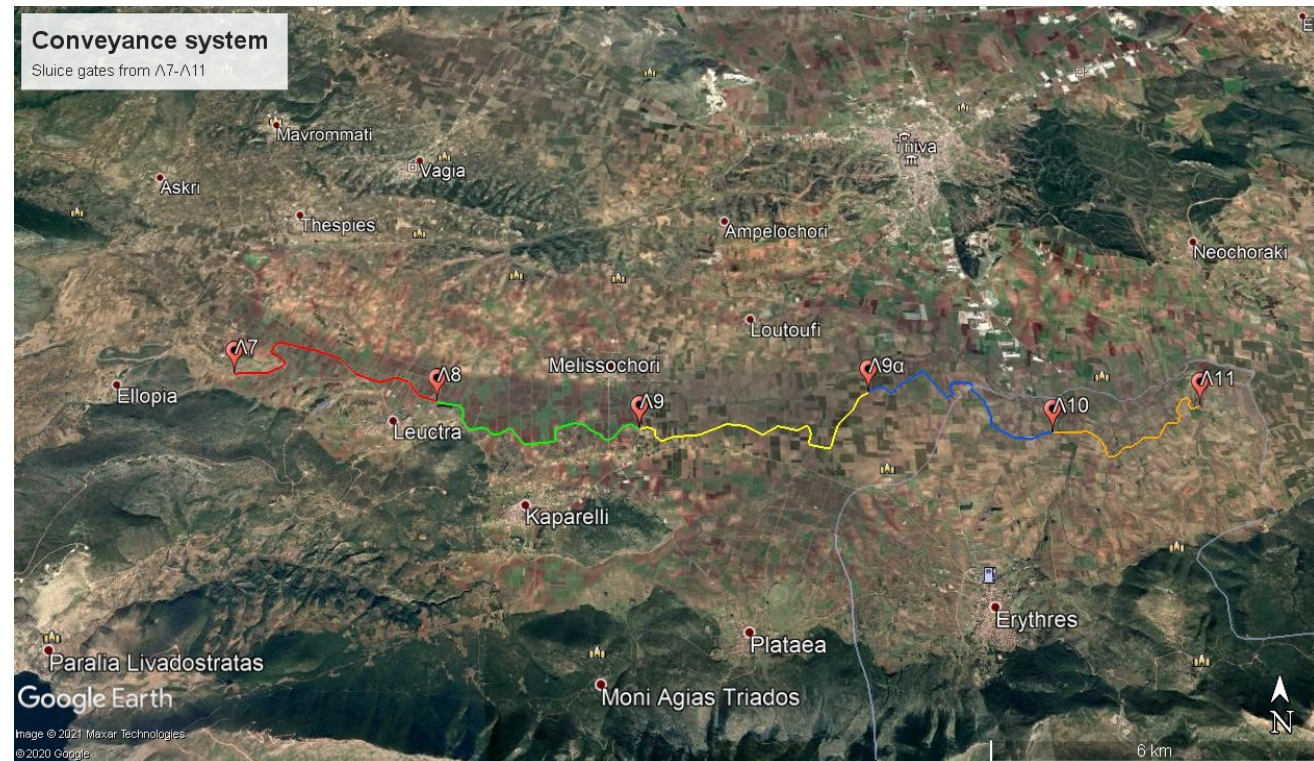 Conveyance system
Sluice gates from Λ7-Λ11
Mavrommati
Vagia
Thiva
Askri
Thespies
Ampelochori
Neochoraki
Loutoufi
Λ7
Melissochori
Λ9α
Λ8
Λ11
Ellopia
Λ9
Λ10
Leuctra
Kaparelli
Erythres
Plataea
Paralia Livadostratas
Moni Agias Triados
Google Earth
N
Image © 2021 Maxar Technologies
© 2020 Google
6 km